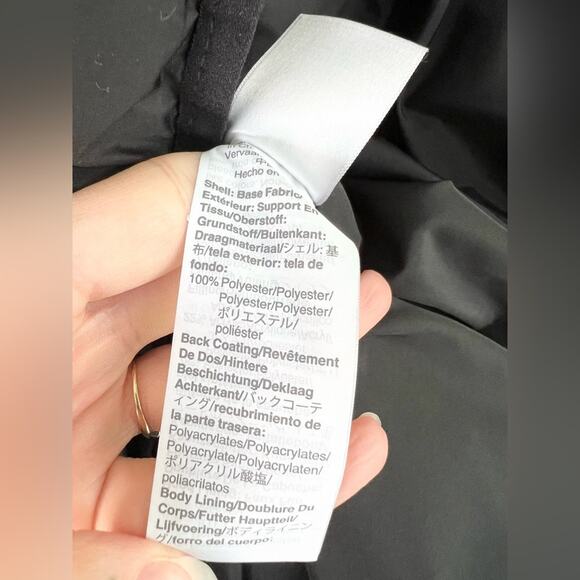 Vervaar
Hecho en
Shell: Base Fabric/
Extérieur: Support En
Tissu/Oberstoff:
Grundstoff/Buitenkant:
Draagmateriaal/シェル: 基
布/tela exterior: tela de
fondo:
100% Polyester/Polyester/
Polyester/Polyester/
ポリエステル/
poliéster
Back Coating/Revêtement
De Dos/Hintere
Beschichtung/Deklaag
Achterkant/バックコーテ
ィング/recubrimiento de
la parte trasera:
Polyacrylates/Polyacrylates/
Polyacrylate/Polyacrylaten/
ポリアクリル酸塩/
poliacrilatos
Body Lining/Doublure Du
Corps/Futter Hauptteil/
Lijfvoering/ボディライニン
グ/forro del cuerpo: